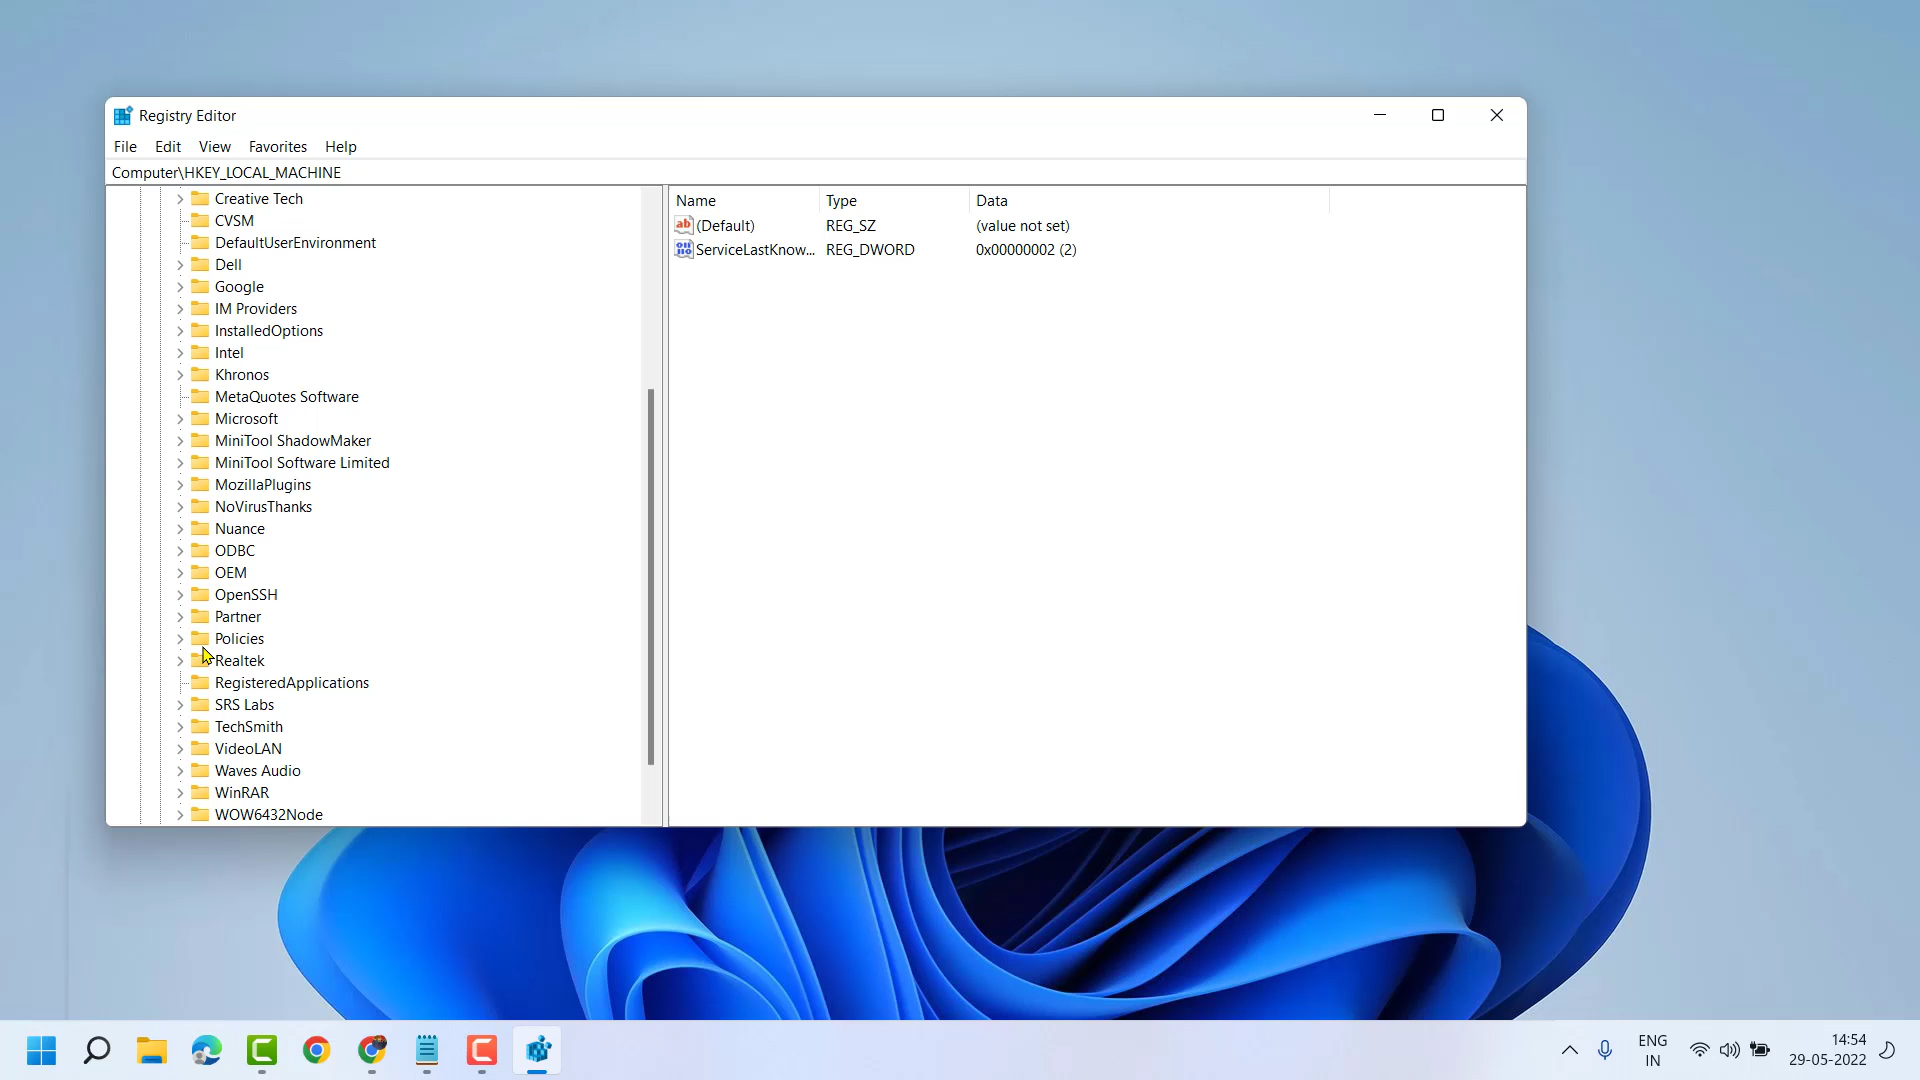 Registry Editor
File Edit View Favorites Help
Computer\HKEY_LOCAL_MACHINE
Creative Tech
CVSM
DefaultUserEnvironment
Dell
Google
IM Providers
InstalledOptions
Intel
Khronos
MetaQuotes Software
Microsoft
MiniTool ShadowMaker
MiniTool Software Limited
MozillaPlugins
NoVirusThanks
Nuance
ODBC
OEM
OpenSSH
Partner
Policies
Realtek
RegisteredApplications
SRS Labs
TechSmith
VideoLAN
Waves Audio
WinRAR
WOW6432Node
Name Type Data
(Default) REG_SZ (value not set)
ServiceLastKnow... REG_DWORD 0x00000002 (2)
ENG
IN
14:54
29-05-2022